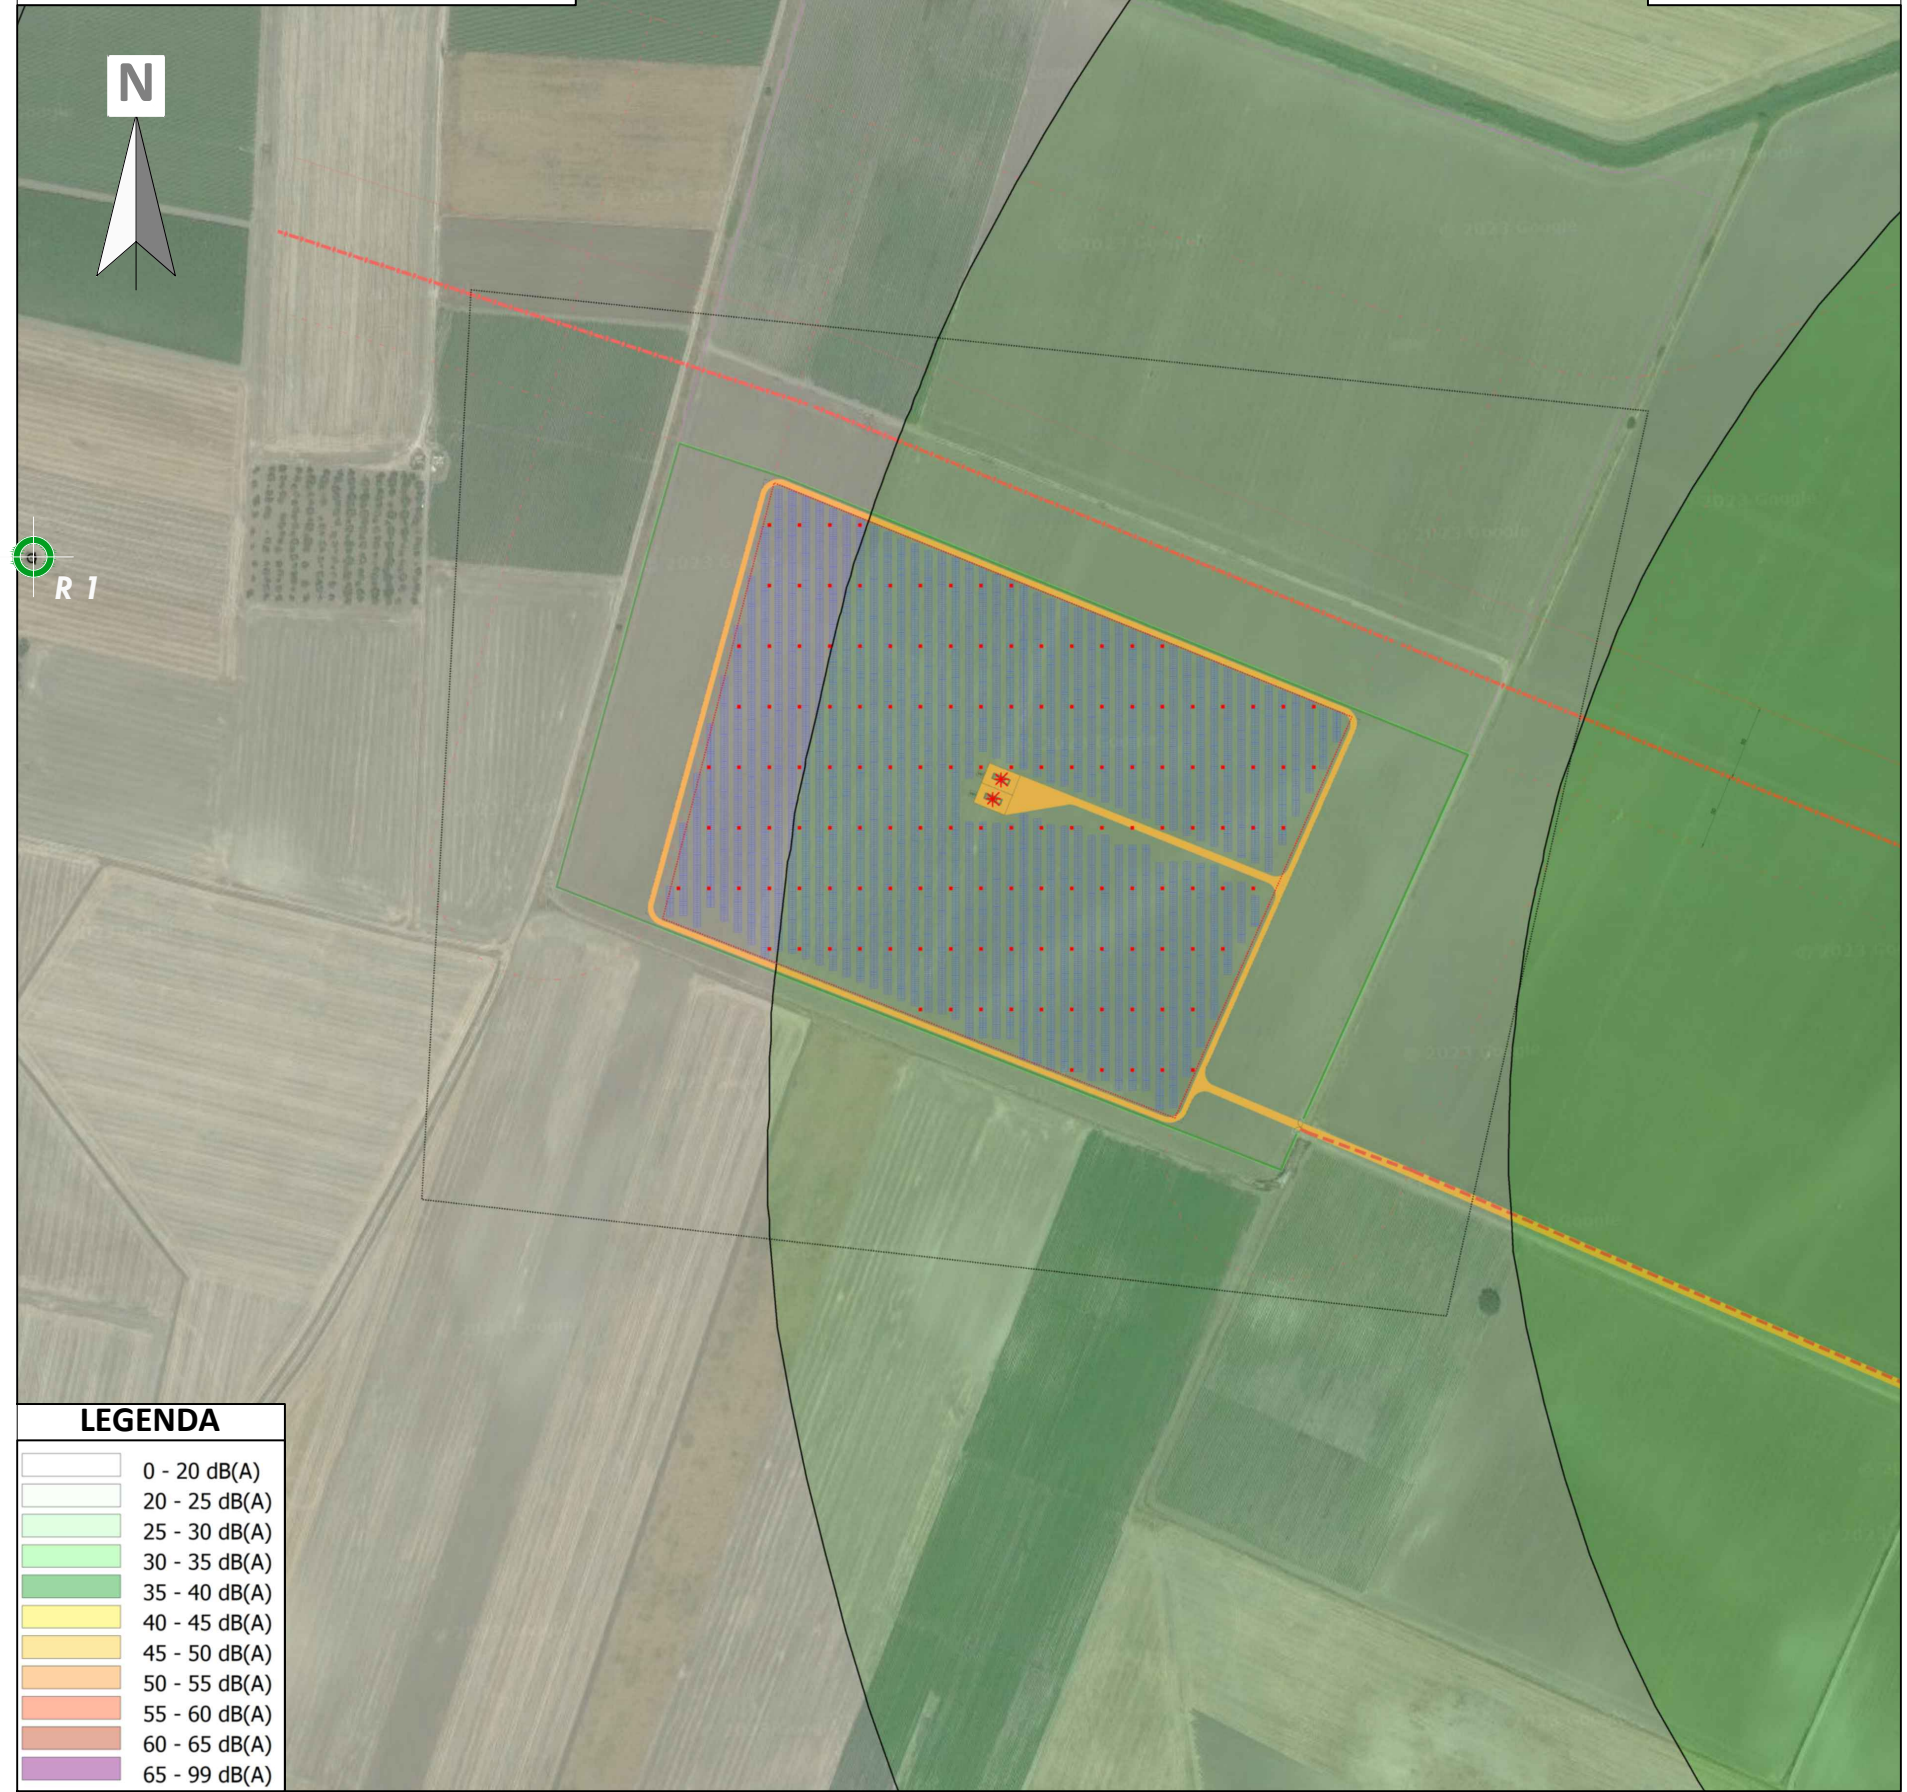 N
R 1
LEGENDA
0 - 20 dB(A)
20 - 25 dB(A)
25 - 30 dB(A)
30 - 35 dB(A)
35 - 40 dB(A)
40 - 45 dB(A)
45 - 50 dB(A)
50 - 55 dB(A)
55 - 60 dB(A)
60 - 65 dB(A)
65 - 99 dB(A)